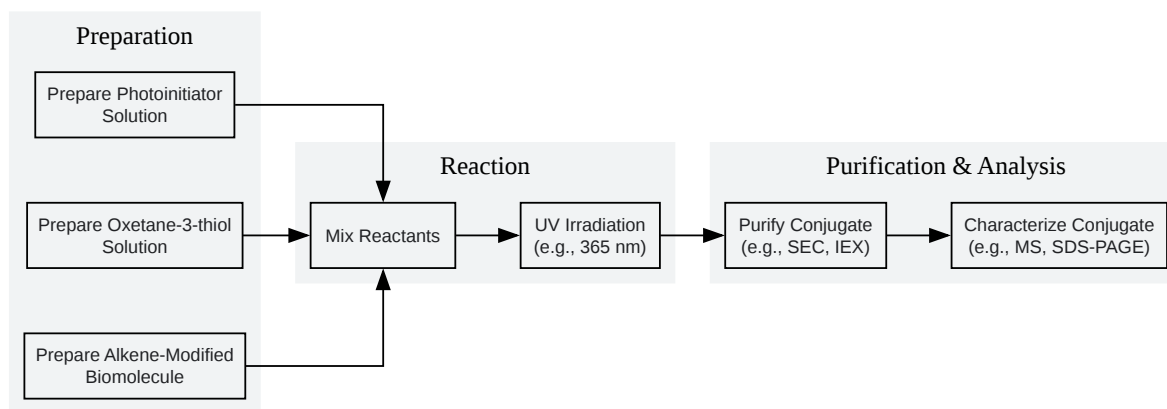 Preparation
Prepare Photoinitiator
Solution
Prepare Oxetane-3-thiol
Solution
Prepare Alkene-Modified
Biomolecule
Reaction
Mix Reactants
UV Irradiation
(e.g., 365 nm)
Purification & Analysis
Purify Conjugate
(e.g., SEC, IEX)
Characterize Conjugate
(e.g., MS, SDS-PAGE)